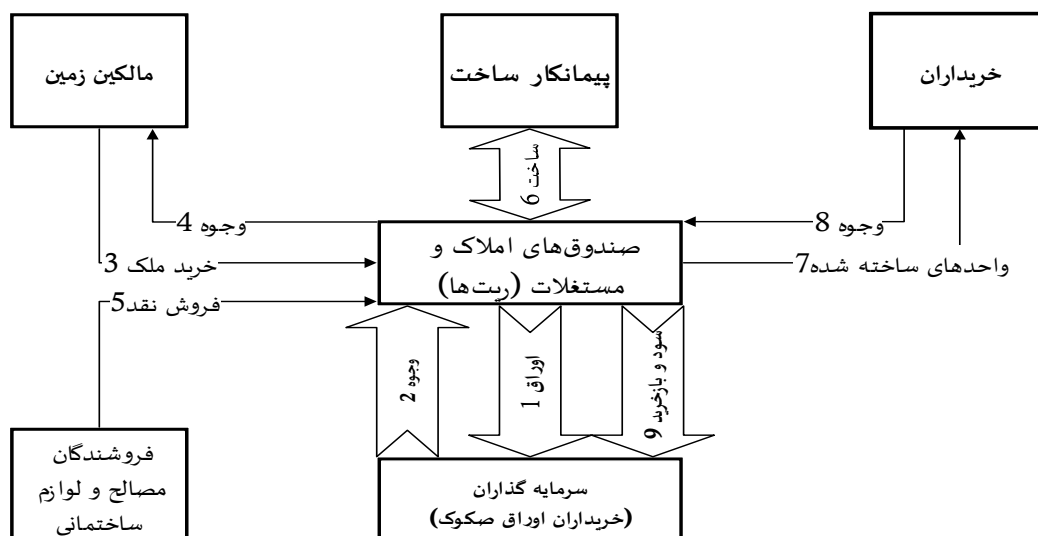 مالکین زمین
پیمانکار ساخت
خریداران
ساخت 6
وجوه 4
وجوه 8
صندوق‌های املاک و
مستغلات (ریت‌ها)
خرید ملک 3
واحدهای ساخته شده7
فروش نقد5
وجوه 2
اوراق 1
سود و بازخرید 9
فروشندگان
مصالح و لوازم
ساختمانی
سرمایه گذاران
(خریداران اوراق صکوک)